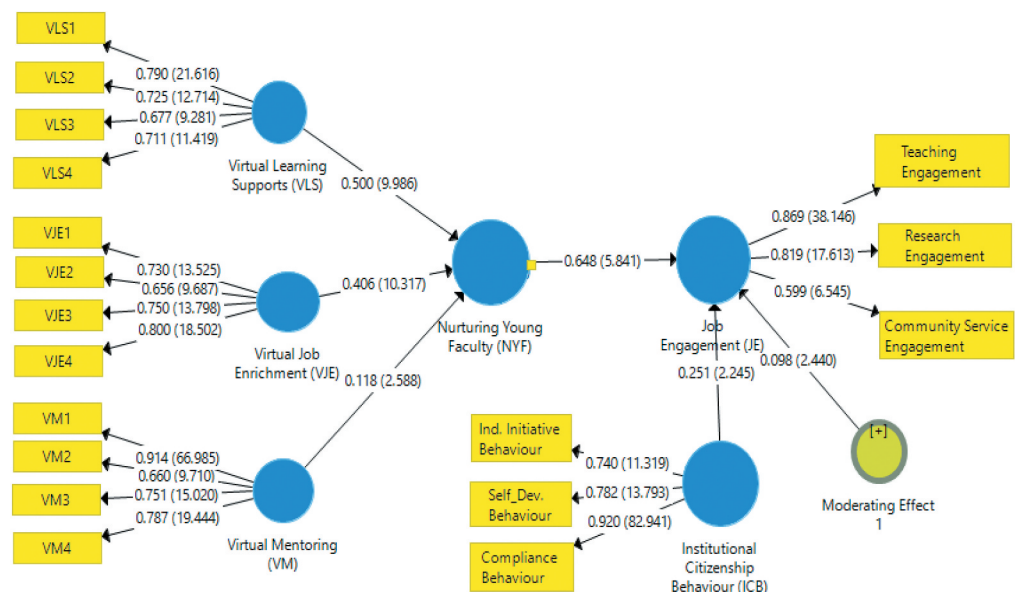 VLS1
VLS2
VLS3
VLS4
0.790 (21.616)
0.725 (12.714)
0.677 (9.281)
0.711 (11.419)
Virtual Learning
Supports (VLS)
0.500 (9.986)
VJE1
VJE2
VJE3
VJE4
0.730 (13.525)
0.656 (9.687)
0.750 (13.798)
0.800 (18.502)
Virtual Job
Enrichment (VJE)
0.406 (10.317)
VM1
VM2
VM3
VM4
0.914 (66.985)
0.660 (9.710)
0.751 (15.020)
0.787 (19.444)
Virtual Mentoring
(VM)
0.118 (2.588)
Nurturing Young
Faculty (NYF)
0.648 (5.841)
Job
Engagement (JE)
0.869 (38.146)
0.819 (17.613)
0.599 (6.545)
Teaching
Engagement
Research
Engagement
Community Service
Engagement
0.251 (2.245)
0.098 (2.440)
Ind. Initiative
Behaviour
Self_Dev.
Behaviour
Compliance
Behaviour
0.740 (11.319)
0.782 (13.793)
0.920 (82.941)
Institutional
Citizenship
Behaviour (ICB)
[+]
Moderating Effect
1